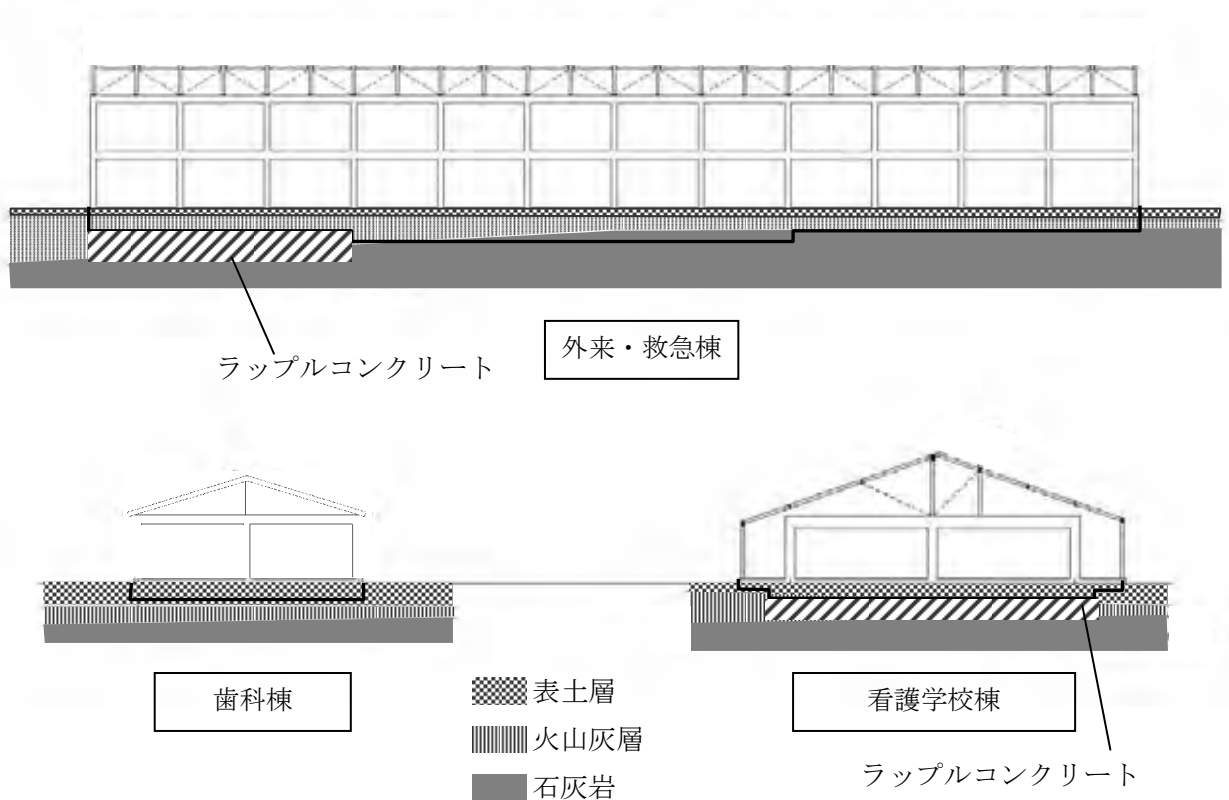 ラップルコンクリート
外来・救急棟
歯科棟
表土層
火山灰層
石灰岩
看護学校棟
ラップルコンクリート